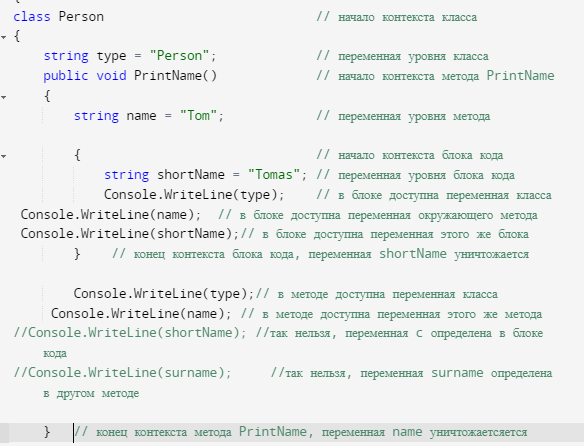 class Person // начало контекста класса
{
string type = "Person"; // переменная уровня класса
public void PrintName() // начало контекста метода PrintName
{
string name = "Tom"; // переменная уровня метода
{ // начало контекста блока кода
string shortName = "Tomas"; // переменная уровня блока кода
Console.WriteLine(type); // в блоке доступна переменная класса
Console.WriteLine(name); // в блоке доступна переменная окружающего метода
Console.WriteLine(shortName);// в блоке доступна переменная этого же блока
} // конец контекста блока кода, переменная shortName уничтожается
Console.WriteLine(type);// в методе доступна переменная класса
Console.WriteLine(name); // в методе доступна переменная этого же метода
//Console.WriteLine(shortName); //так нельзя, переменная c определена в блоке
кода
//Console.WriteLine(surname); //так нельзя, переменная surname определена
в другом методе
} // конец контекста метода PrintName, переменная name уничтожаетсяется